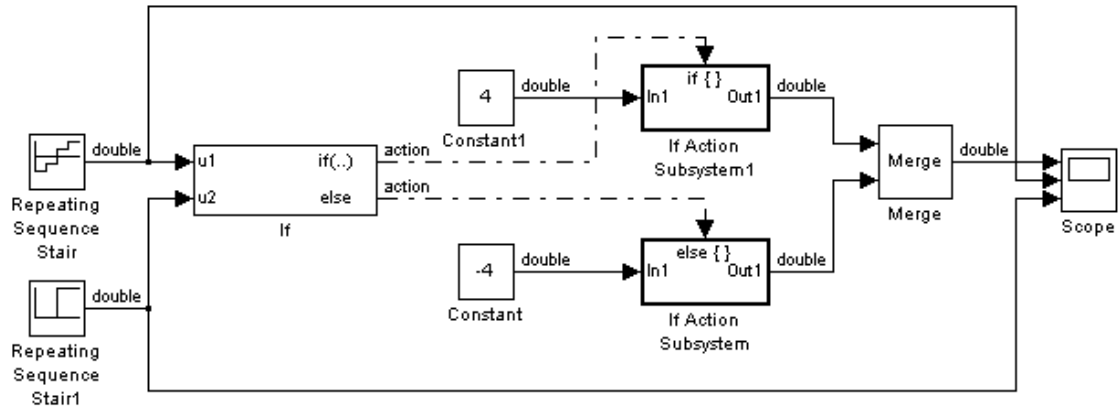 if { }
double
In1
Out1
double
4
Constant1
If Action
Subsystem1
double
u1
if(..)
action
Merge
double
Repeating
Sequence
Stair
u2
else
action
If
Merge
Scope
double
-4
Constant
double
else { }
In1
Out1
double
If Action
Subsystem
Repeating
Sequence
Stair1